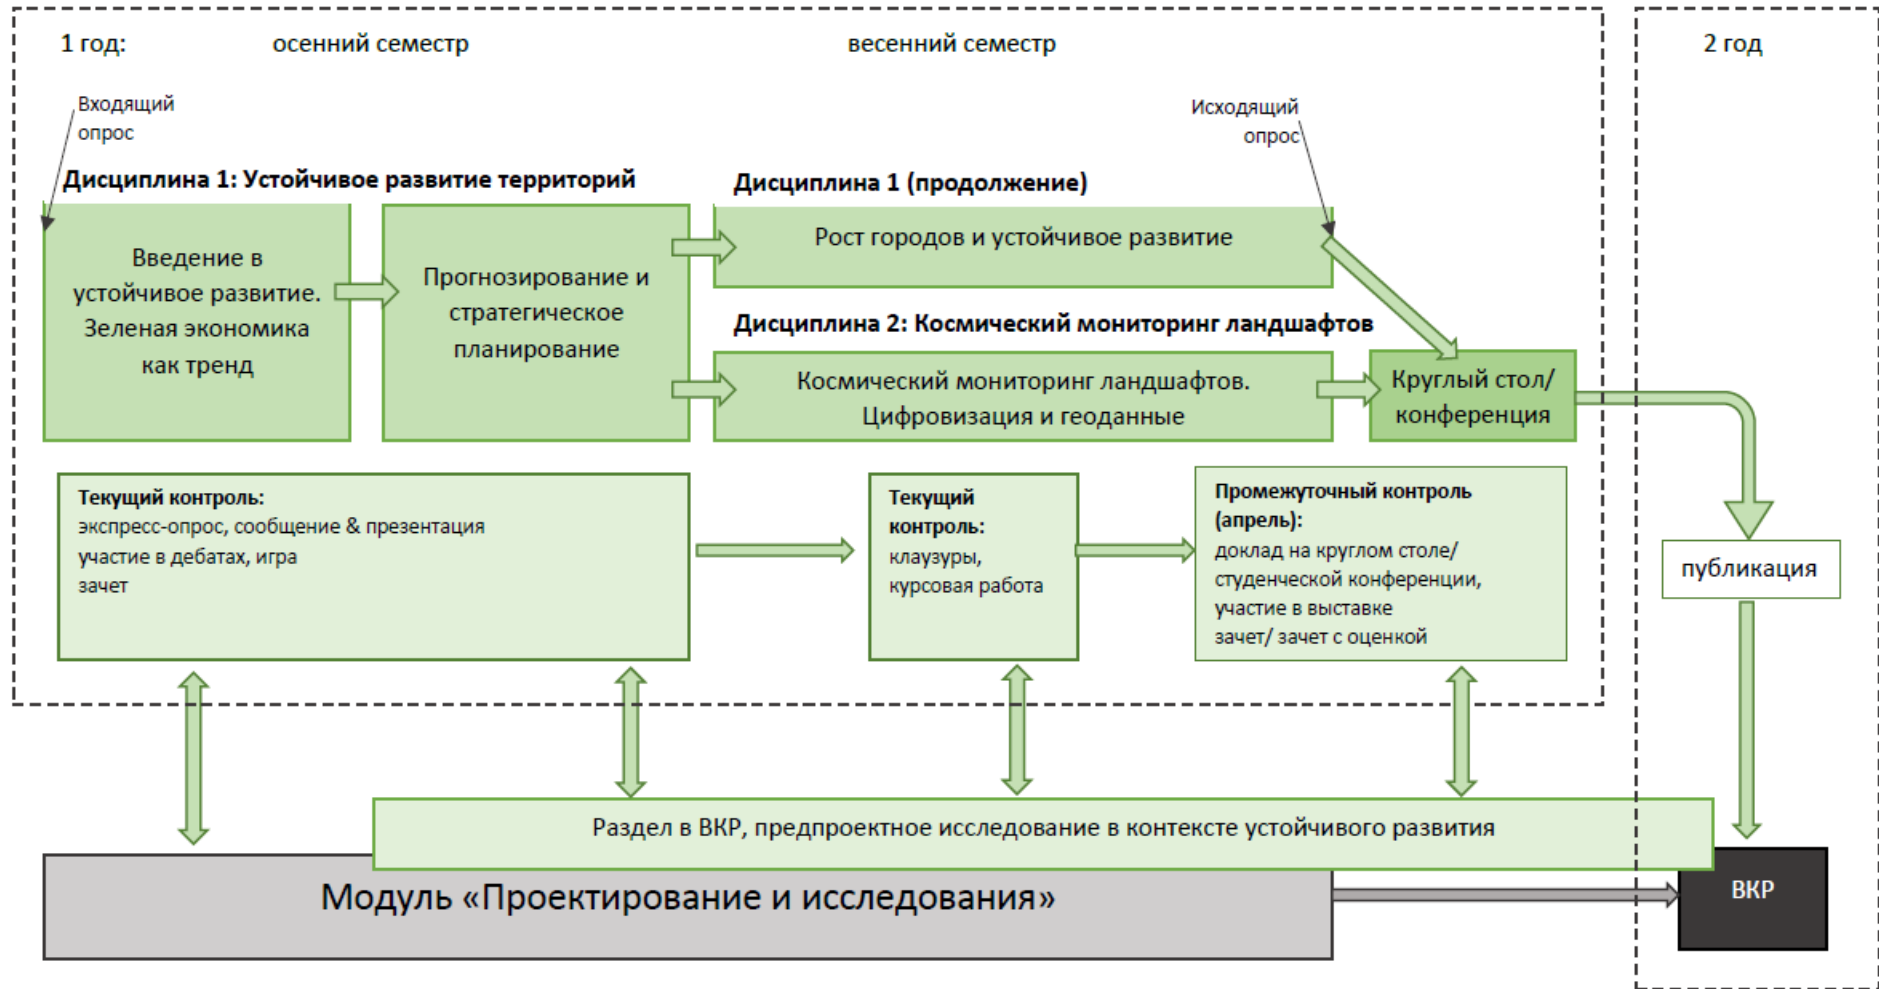 1 год:
осенний семестр
весенний семестр
2 год
Входящий
опрос
Исходящий
опрос
Дисциплина 1: Устойчивое развитие территорий
Дисциплина 1 (продолжение)
Введение в
устойчивое развитие.
Зеленая экономика
как тренд
Прогнозирование и
стратегическое
планирование
Рост городов и устойчивое развитие
Дисциплина 2: Космический мониторинг ландшафтов
Космический мониторинг ландшафтов.
Цифровизация и геоданные
Круглый стол/
конференция
Текущий контроль:
экспресс-опрос, сообщение & презентация
участие в дебатах, игра
зачет
Текущий
контроль:
клаузуры,
курсовая работа
Промежуточный контроль
(апрель):
доклад на круглом столе/
студенческой конференции,
участие в выставке
зачет/ зачет с оценкой
публикация
Раздел в ВКР, предпроектное исследование в контексте устойчивого развития
Модуль «Проектирование и исследования»
ВКР